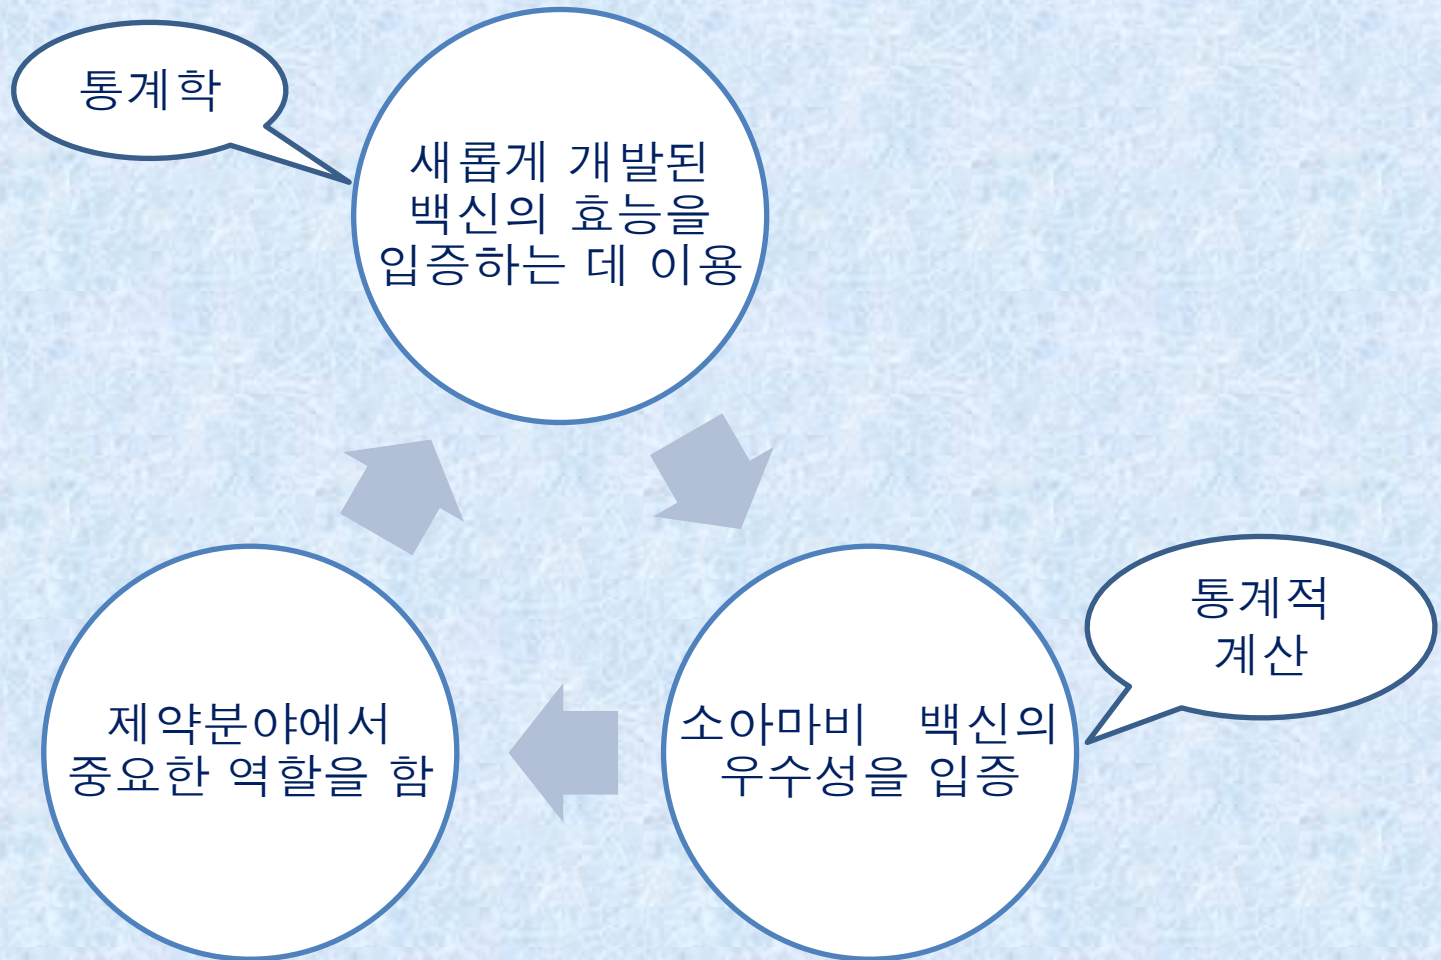 통계학
새롭게 개발된
백신의 효능을
입증하는 데 이용
통계적
계산
소아마비 백신의
우수성을 입증
제약분야에서
중요한 역할을 함